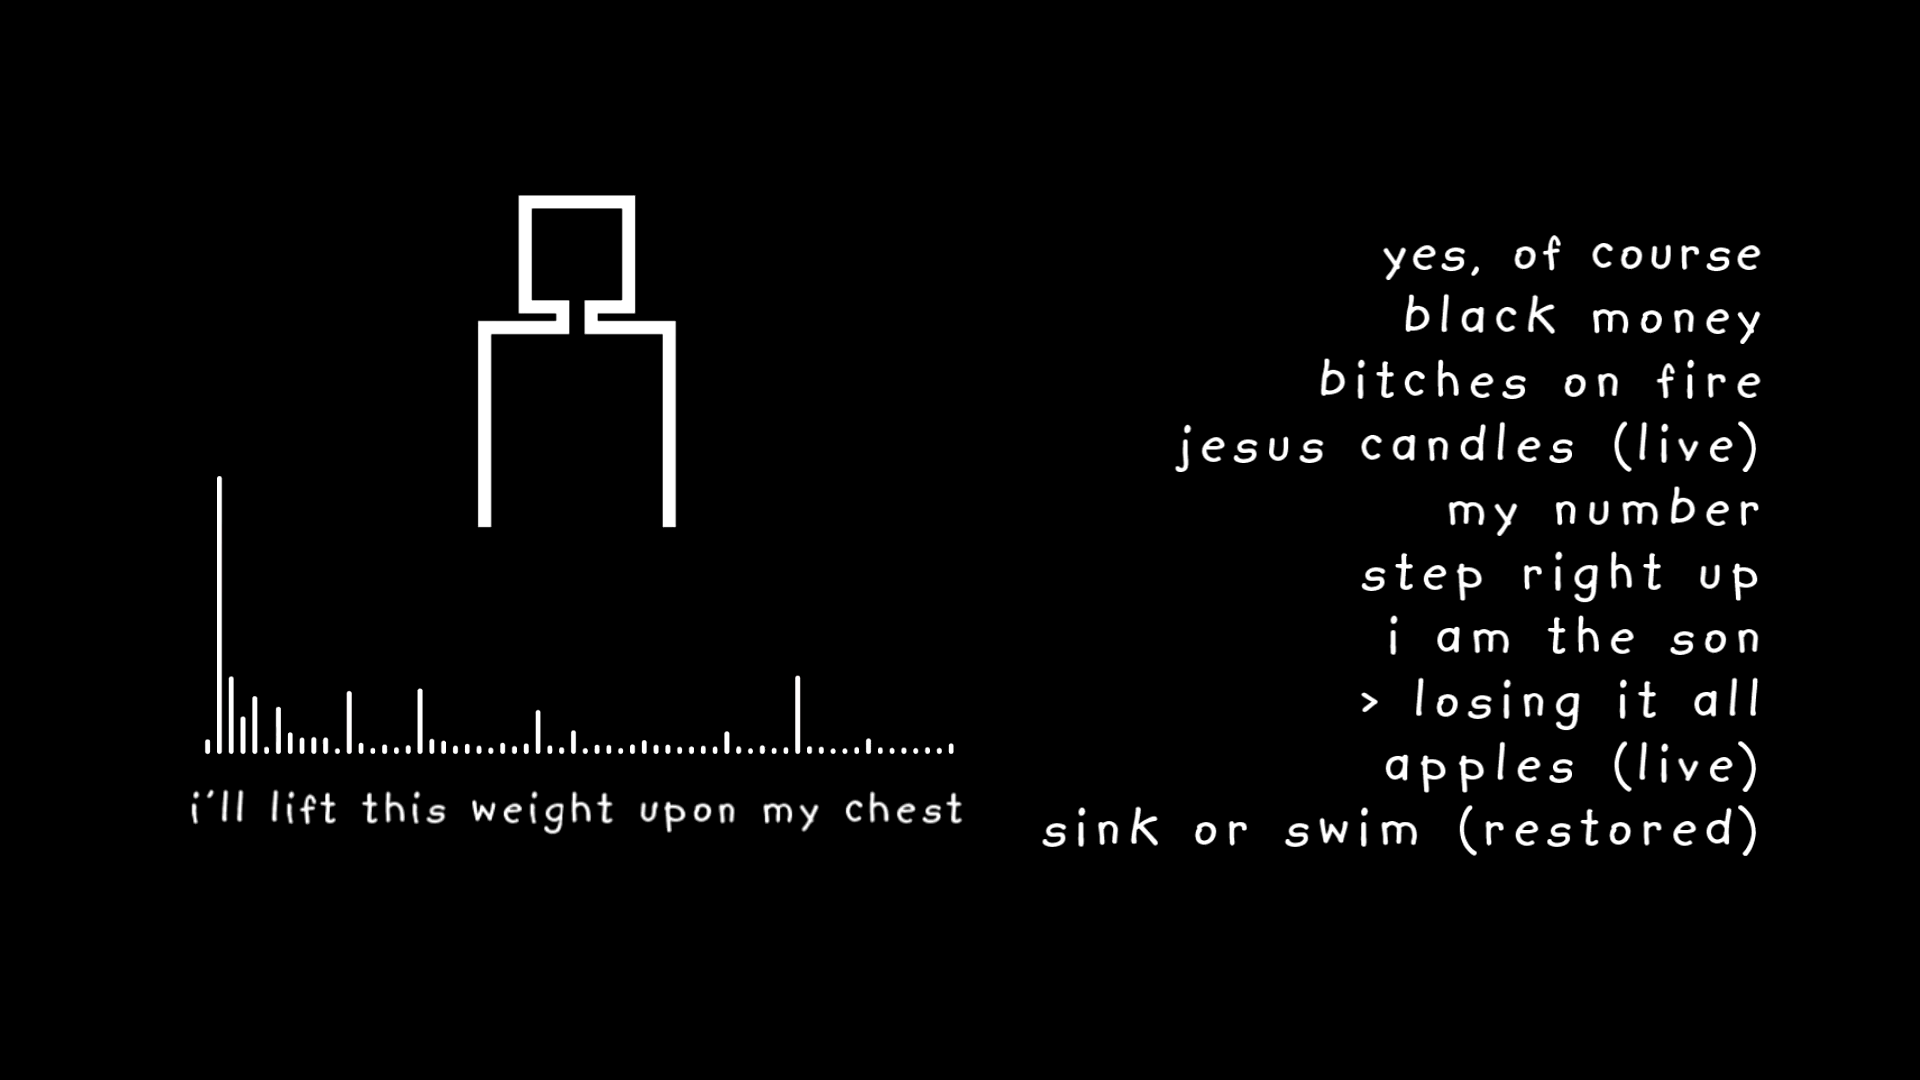 i'll lift this weight upon my chest
yes, of course
black money
bitches on fire
jesus candles (live)
my number
step right up
i am the son
> losing it all
apples (live)
sink or swim (restored)